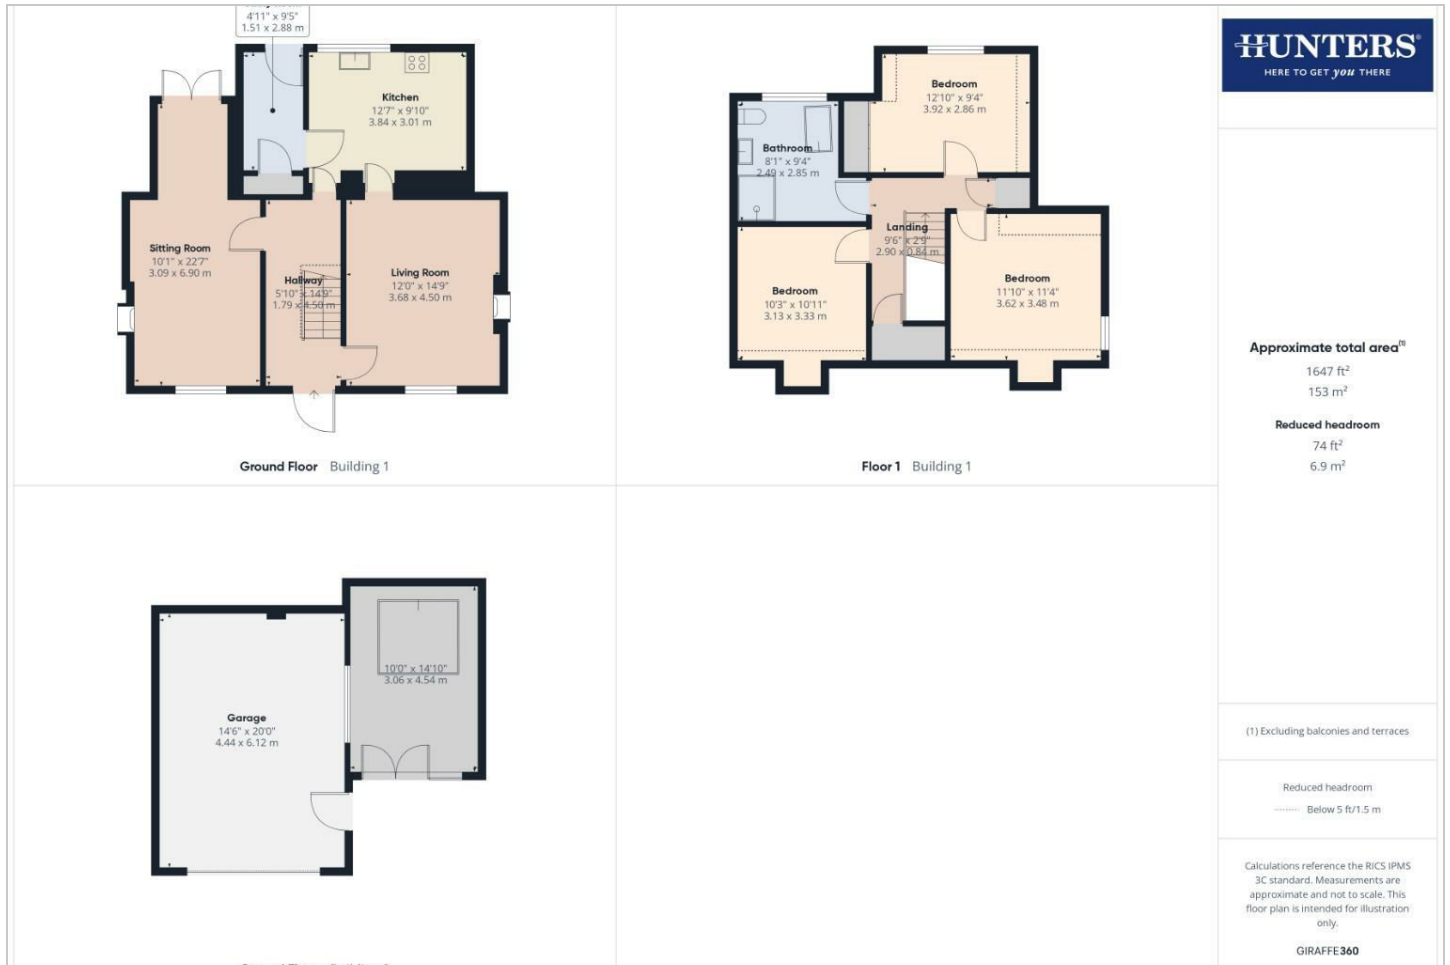 4'11" x 9'5"
1.51 x 2.88 m
Kitchen
12'7" x 9'10"
3.84 x 3.01 m
Sitting Room
10'1" x 22'7"
3.09 x 6.90 m
Hallway
5'10" x 14'9"
1.79 x 4.50 m
Living Room
12'0" x 14'9"
3.68 x 4.50 m
Ground Floor Building 1
Bedroom
12'10" x 9'4"
3.92 x 2.86 m
Bathroom
8'1" x 9'4"
2.49 x 2.85 m
Landing
9'6" x 2'9"
2.90 x 0.84 m
Bedroom
10'3" x 10'11"
3.13 x 3.33 m
Bedroom
11'10" x 11'4"
3.62 x 3.48 m
Floor 1 Building 1
Garage
14'6" x 20'0"
4.44 x 6.12 m
10'0" x 14'10"
3.06 x 4.54 m
HUNTERS®
HERE TO GET you THERE
Approximate total area(1)
1647 ft²
153 m²
Reduced headroom
74 ft²
6.9 m²
(1) Excluding balconies and terraces
Reduced headroom
Below 5 ft/1.5 m
Calculations reference the RICS IPMS
3C standard. Measurements are
approximate and not to scale. This
floor plan is intended for illustration
only.
GIRAFFE360